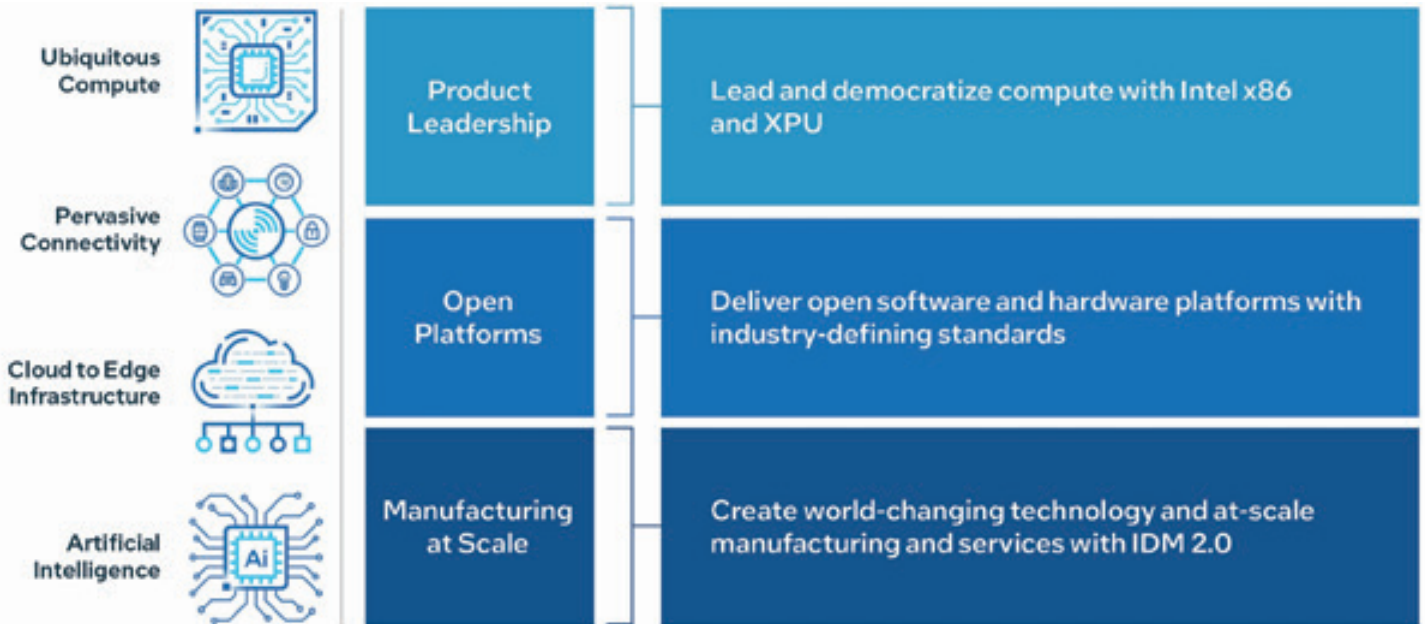 Ubiquitous
Compute
Pervasive
Connectivity
Cloud to Edge
Infrastructure
Ai
Artificial
Intelligence
Product
Leadership
Lead and democratize compute with Intel x86
and XPU
Open
Platforms
Deliver open software and hardware platforms with
industry-defining standards
Manufacturing
at Scale
Create world-changing technology and at-scale
manufacturing and services with IDM 2.0